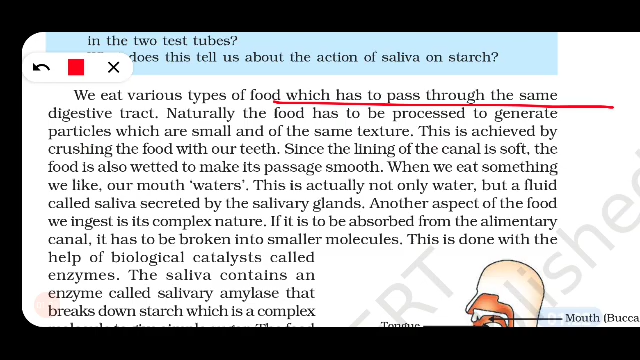 in the two test tubes?
does this tell us about the action of saliva on starch?
We eat various types of food which has to pass through the same
digestive tract. Naturally the food has to be processed to generate
particles which are small and of the same texture. This is achieved by
crushing the food with our teeth. Since the lining of the canal is soft, the
food is also wetted to make its passage smooth. When we eat something
we like, our mouth ‘waters’. This is actually not only water, but a fluid
called saliva secreted by the salivary glands. Another aspect of the food
we ingest is its complex nature. If it is to be absorbed from the alimentary
canal, it has to be broken into smaller molecules. This is done with the
help of biological catalysts called
enzymes. The saliva contains an
enzyme called salivary amylase that
breaks down starch which is a complex
molecule to give simple sugar. The food
Tongue
Mouth (Bucca